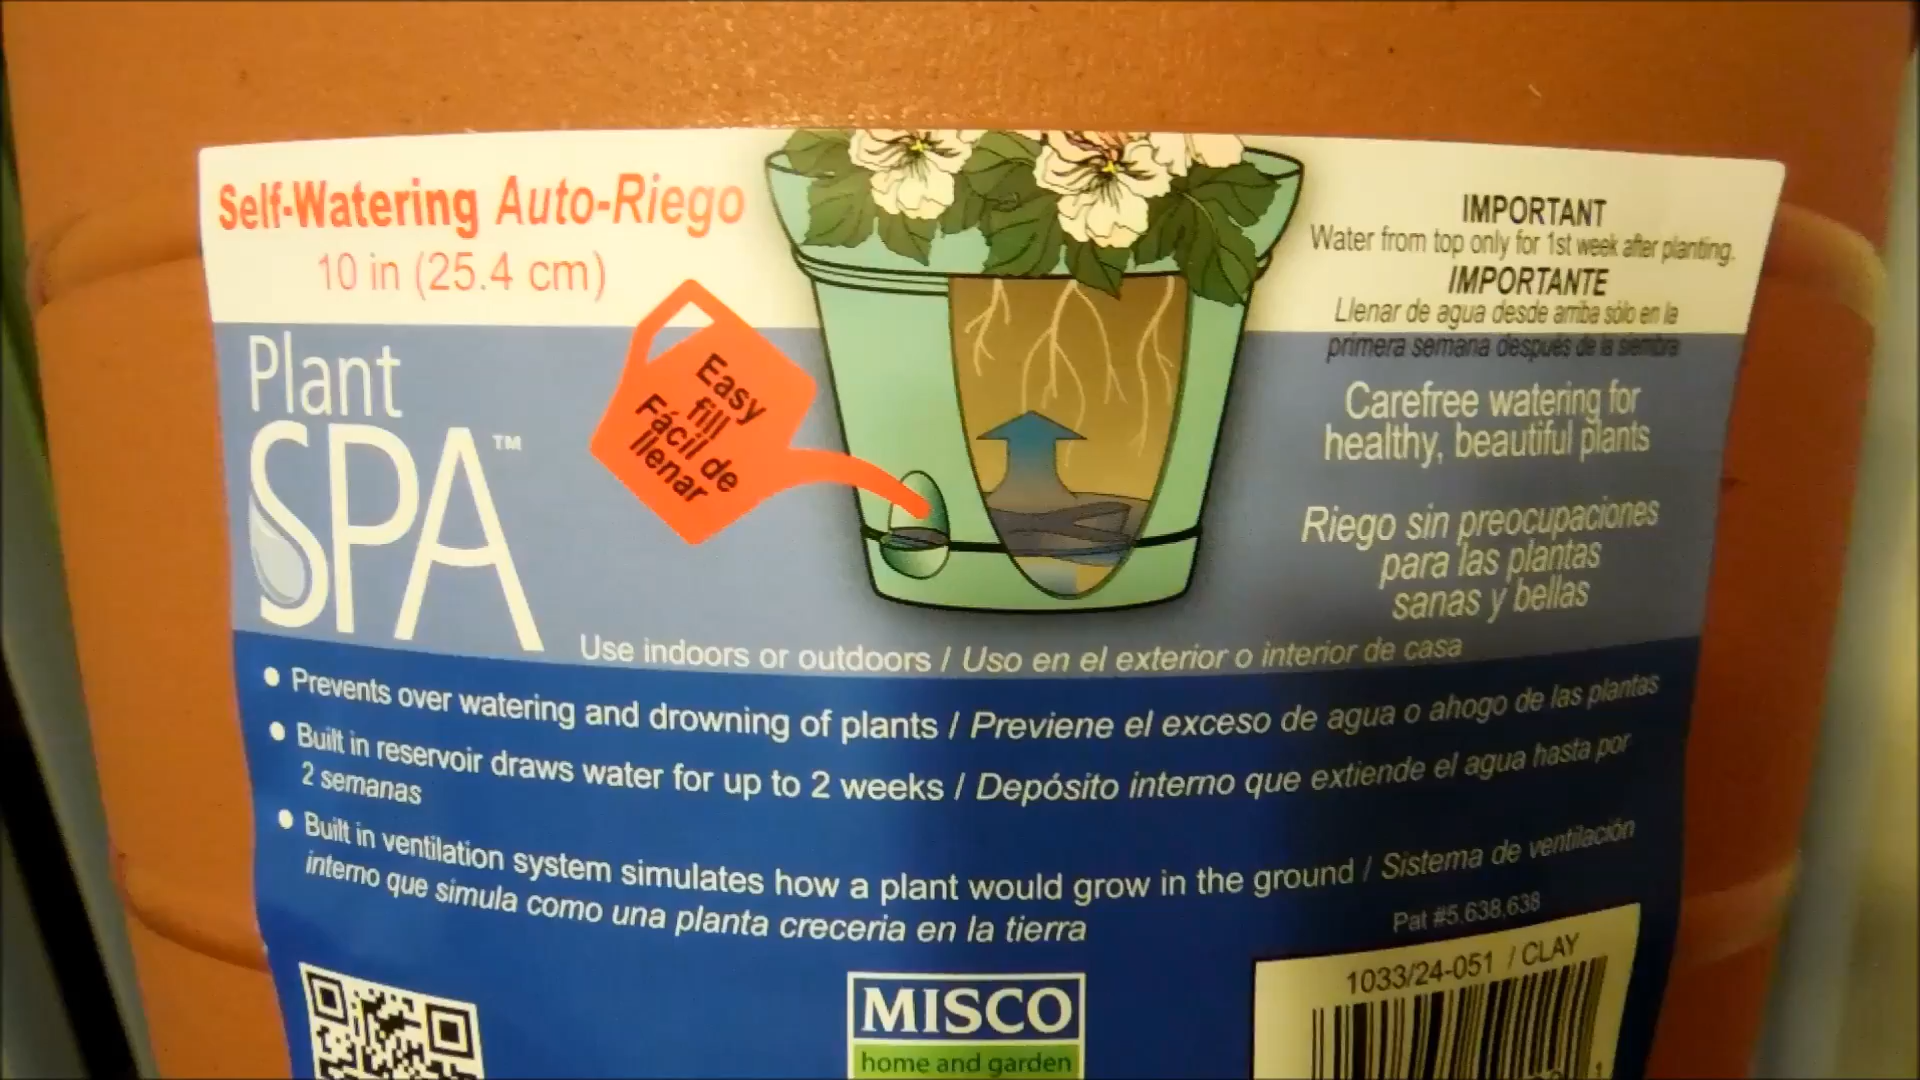 Self-Watering Auto-Riego
10 in (25.4 cm)
Plant
SPA™
Easy
fill
Fácil de
llenar
IMPORTANT
Water from top only for 1st week after planting.
IMPORTANTE
Llenar de agua desde arriba sólo en la
primera semana después de la siembra
Carefree watering for
healthy, beautiful plants
Riego sin preocupaciones
para las plantas
sanas y bellas
Use indoors or outdoors / Uso en el exterior o interior de casa
• Prevents over watering and drowning of plants / Previene el exceso de agua o ahogo de las plantas
• Built in reservoir draws water for up to 2 weeks / Depósito interno que extiende el agua hasta por
2 semanas
• Built in ventilation system simulates how a plant would grow in the ground / Sistema de ventilación
interno que simula como una planta creceria en la tierra
Pat #5,638,638
1033/24-051 / CLAY
MISCO
home and garden